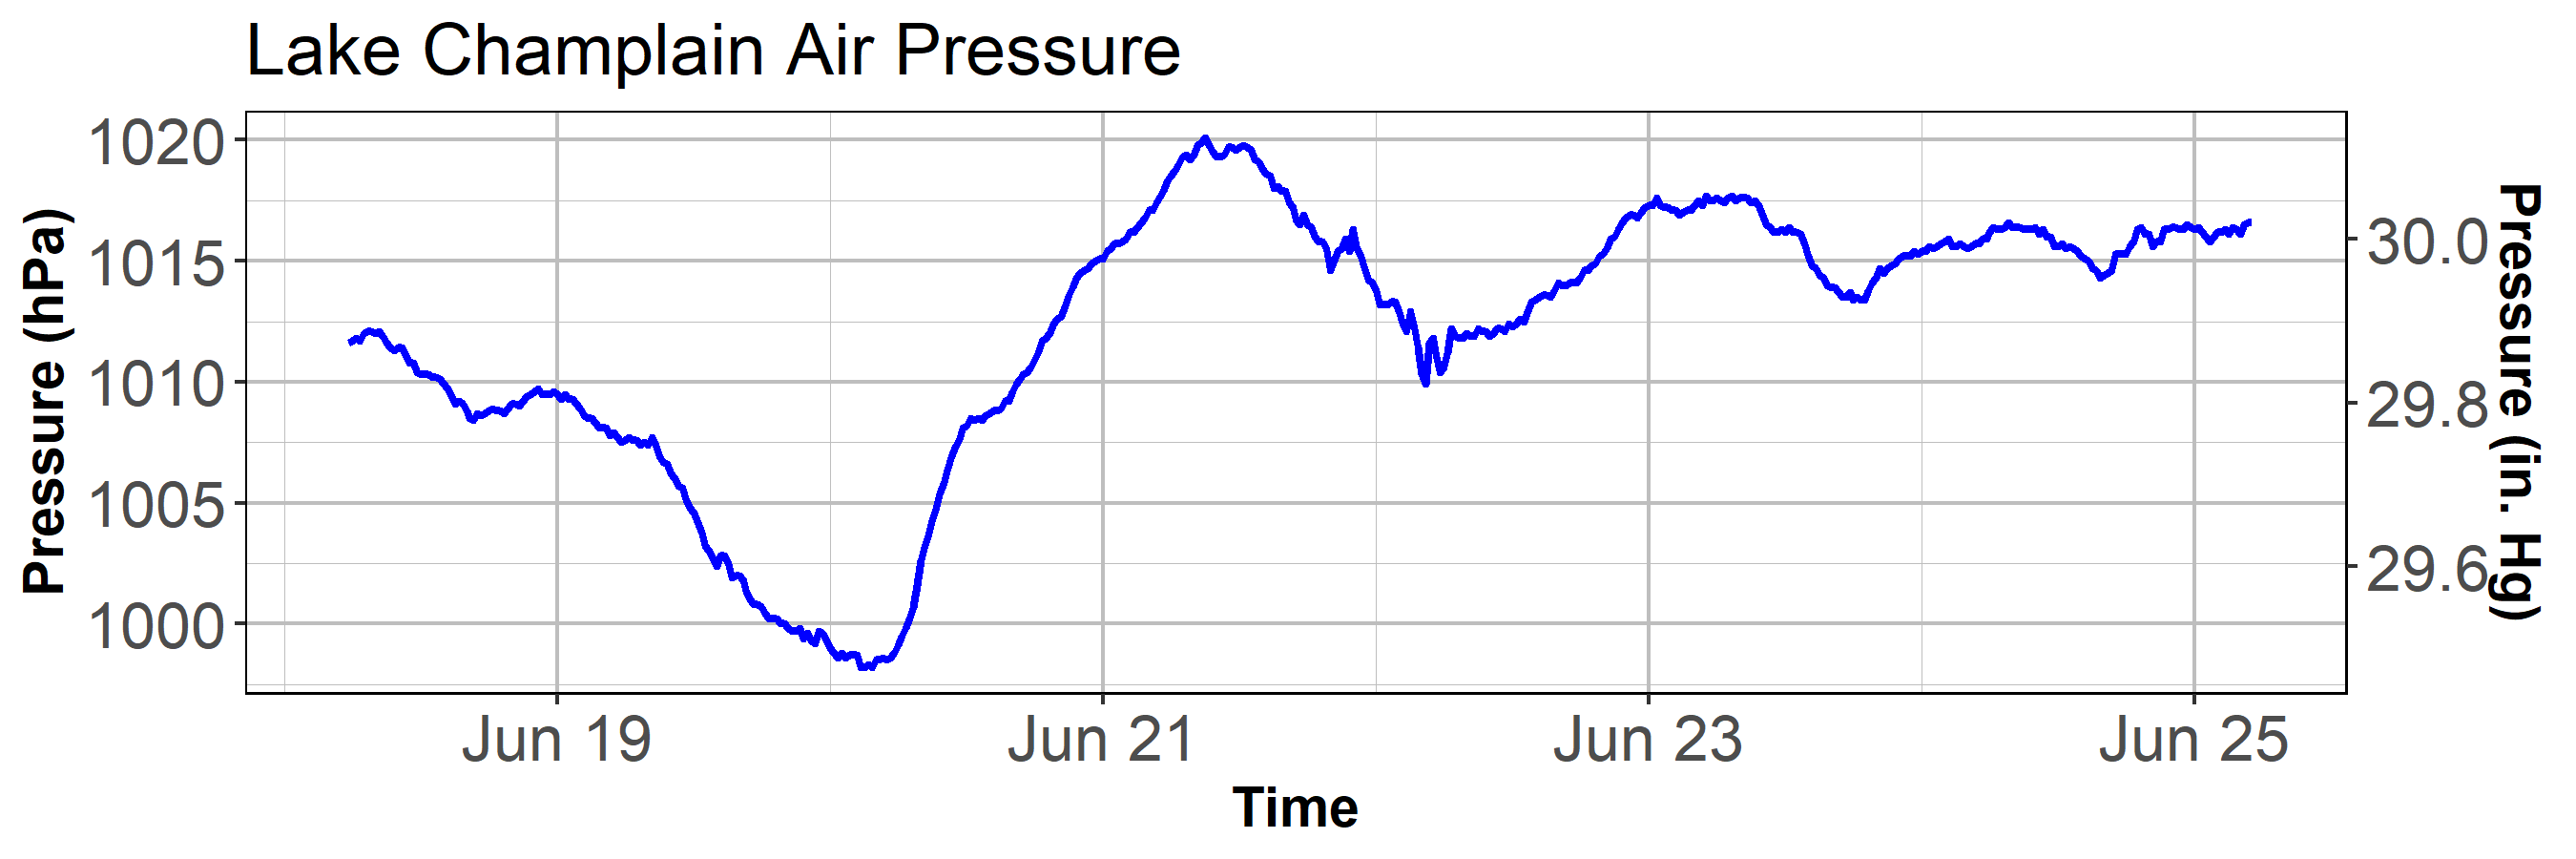 Lake Champlain Air Pressure
1020
1015
1010
1005
1000
Pressure (hPa)
30.0
29.8
29.6
Pressure (in. Hg)
Jun 19
Jun 21
Jun 23
Jun 25
Time